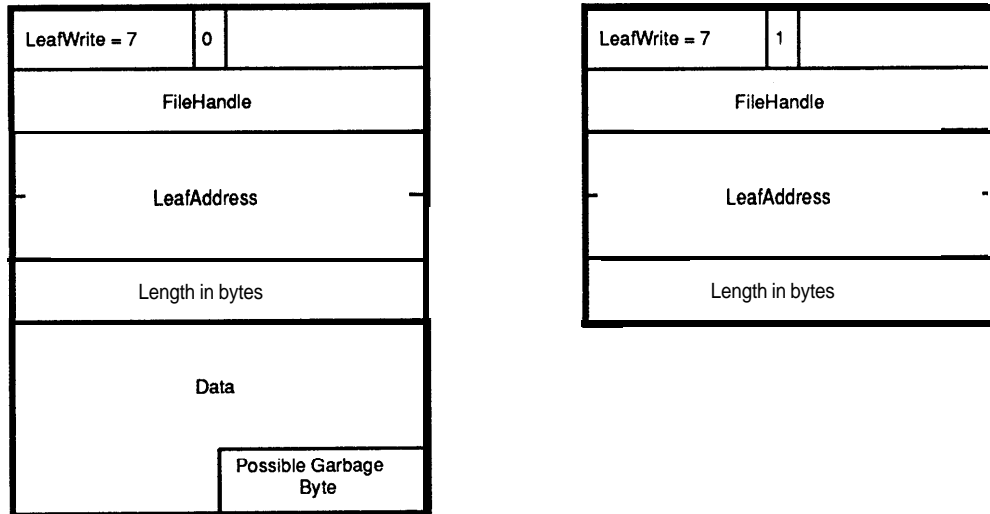 LeafWrite = 7 0
FileHandle
LeafAddress
Length in bytes
Data
Possible Garbage
Byte
LeafWrite = 7 1
FileHandle
LeafAddress
Length in bytes